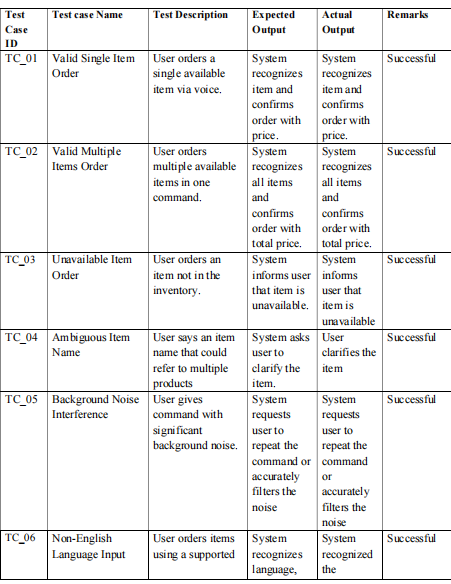 Test Case ID | Test case Name | Test Description | Expected Output | Actual Output | Remarks
TC_01 | Valid Single Item Order | User orders a single available item via voice. | System recognizes item and confirms order with price. | System recognizes item and confirms order with price. | Successful
TC_02 | Valid Multiple Items Order | User orders multiple available items in one command. | System recognizes all items and confirms order with total price. | System recognizes all items and confirms order with total price. | Successful
TC_03 | Unavailable Item Order | User orders an item not in the inventory. | System informs user that item is unavailable. | System informs user that item is unavailable | Successful
TC_04 | Ambiguous Item Name | User says an item name that could refer to multiple products | System asks user to clarify the item. | User clarifies the item | Successful
TC_05 | Background Noise Interference | User gives command with significant background noise. | System requests user to repeat the command or accurately filters the noise | System requests user to repeat the command or accurately filters the noise | Successful
TC_06 | Non-English Language Input | User orders items using a supported | System recognizes language, | System recognized the | Successful